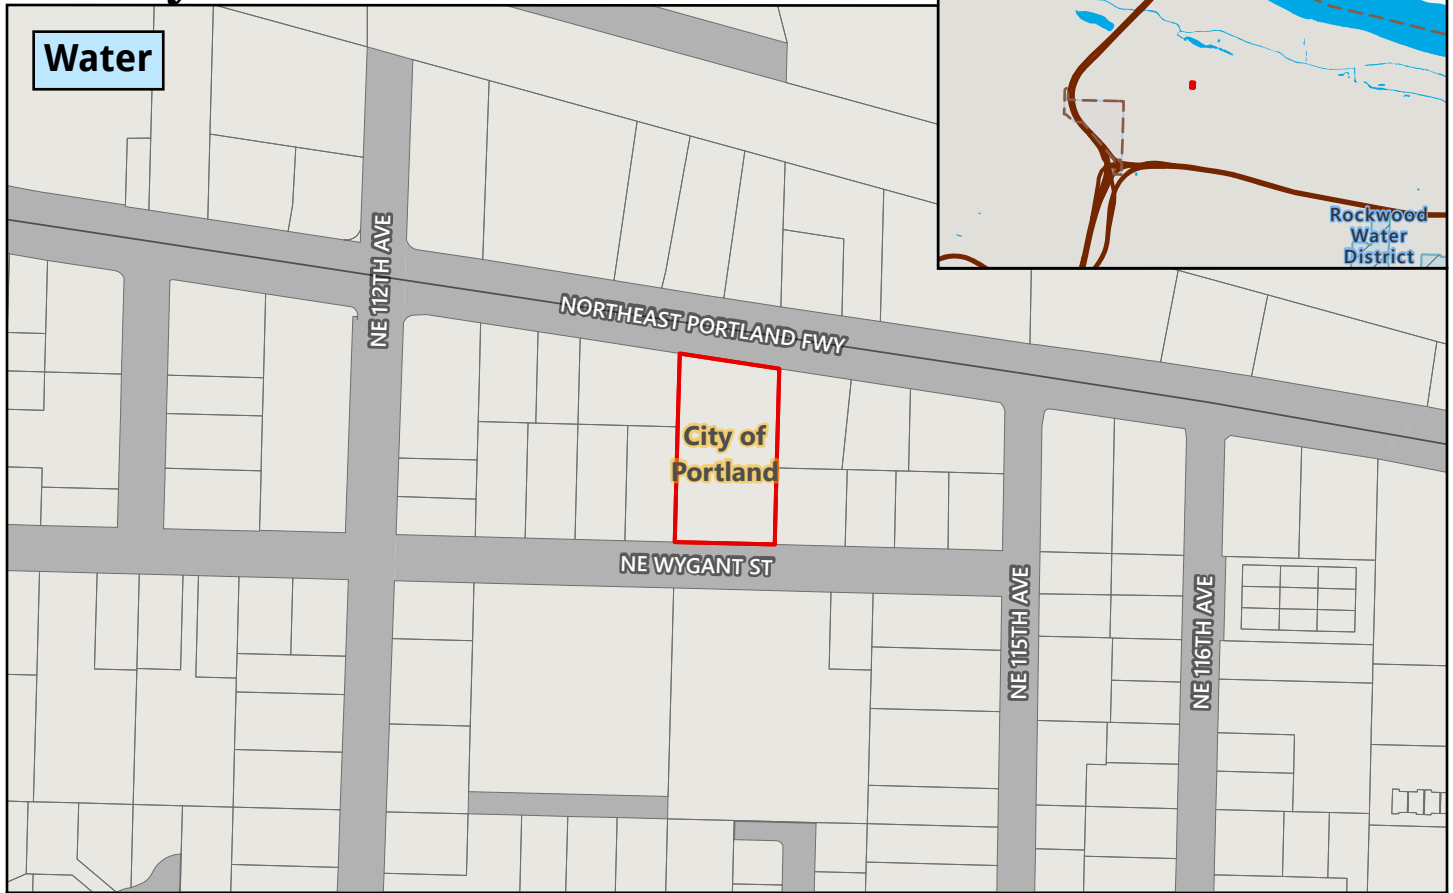 Water
Rockwood
Water
District
NE 112TH AVE
NORTHEAST PORTLAND FWY
City of
Portland
NE WYGANT ST
NE 115TH AVE
NE 116TH AVE